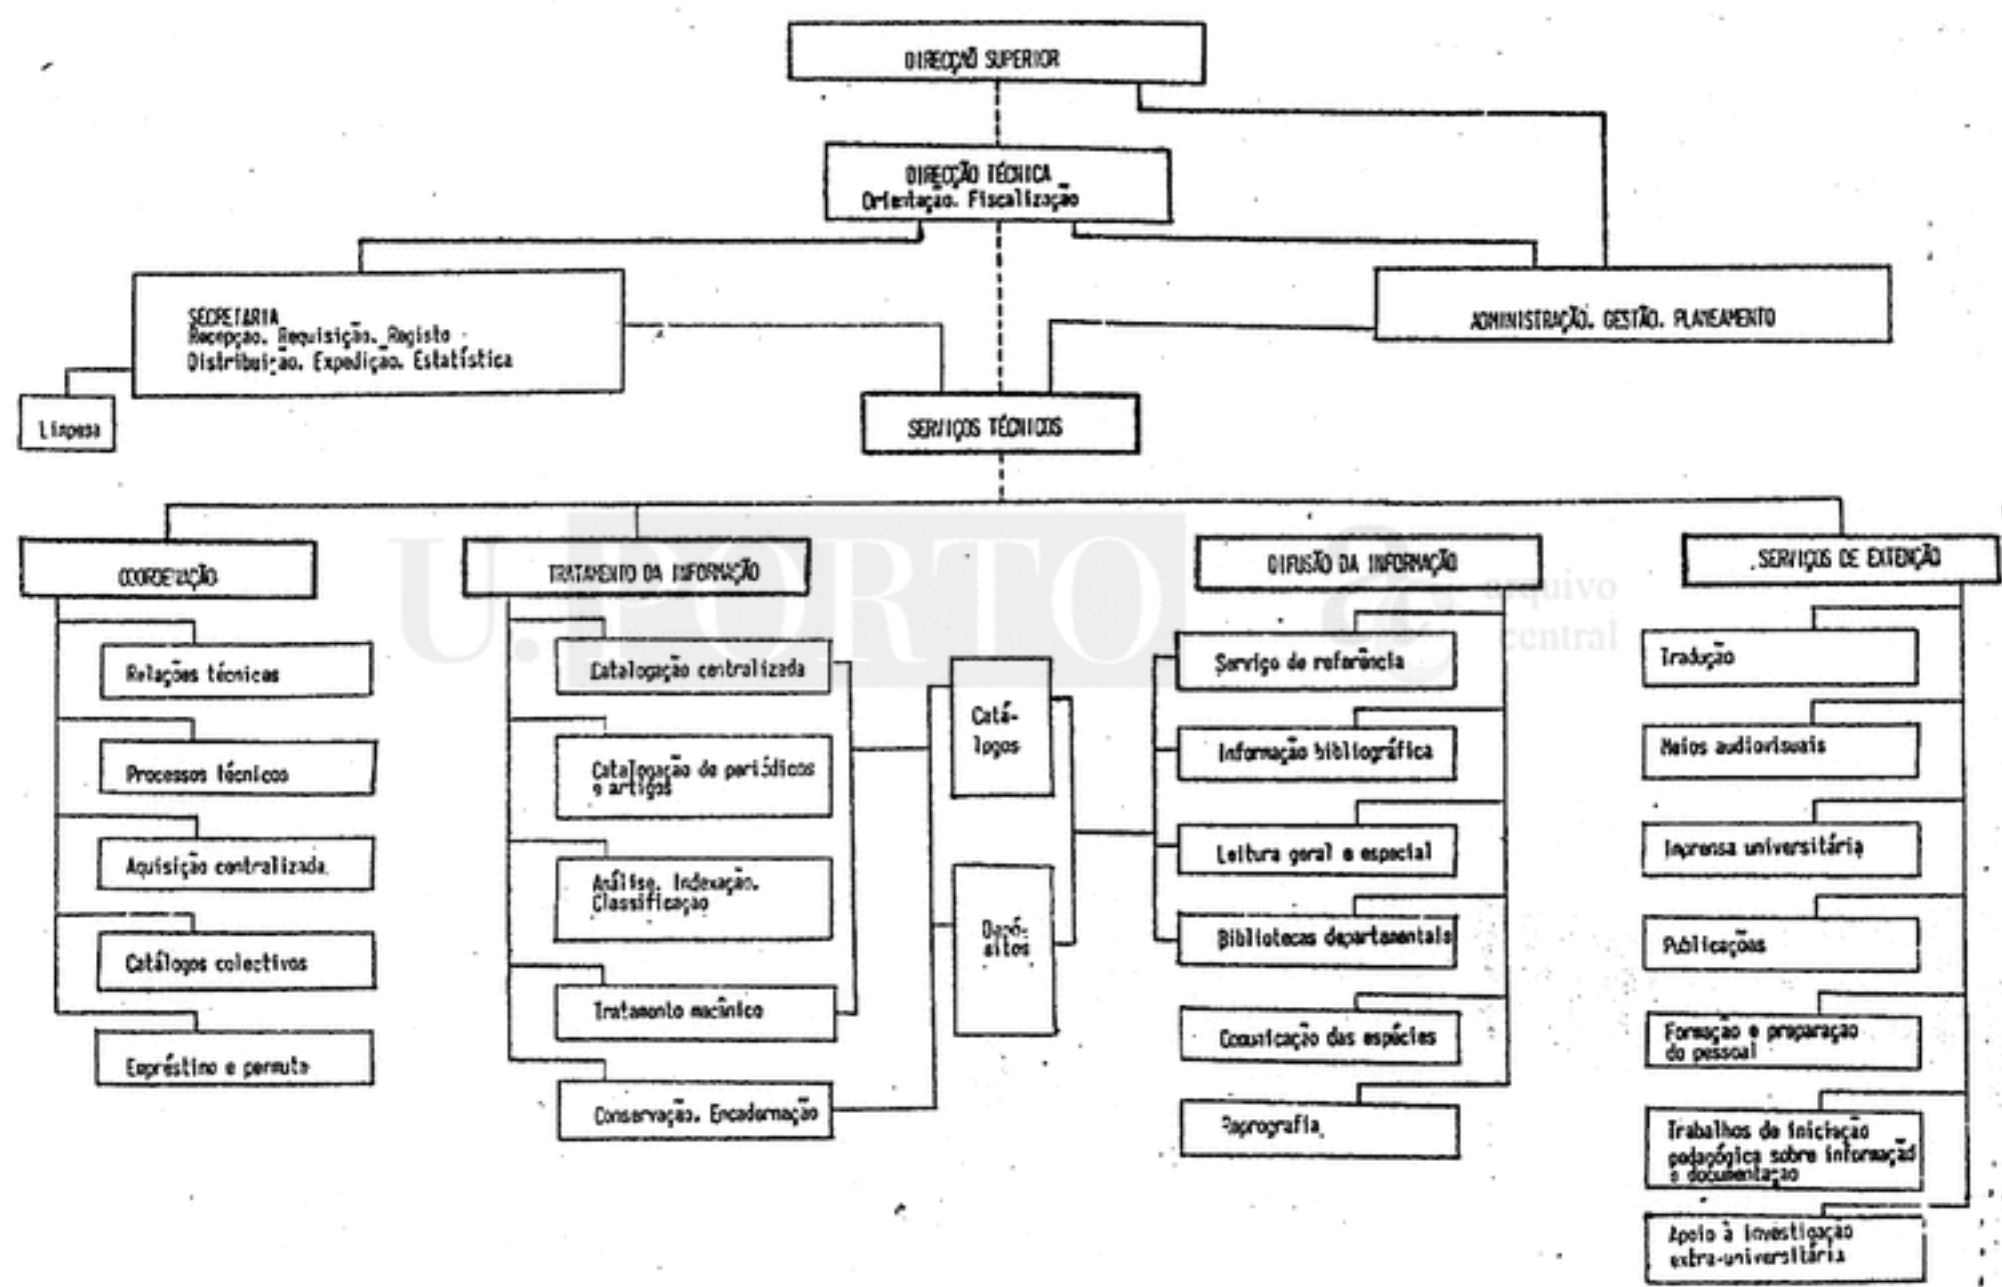 DIRECÇÃO SUPERIOR
DIRECÇÃO TÉCNICA
Orientação. Fiscalização
SECRETARIA
Recepção. Requisição. Registo
Distribuição. Expedição. Estatística
ADMINISTRAÇÃO. GESTÃO. PLANEAMENTO
Limpesa
SERVIÇOS TÉCNICOS
COORDENAÇÃO
TRATAMENTO DA INFORMAÇÃO
DIFUSÃO DA INFORMAÇÃO
SERVIÇOS DE EXTENÇÃO
U.PORTO
arquivo
central
Relações técnicas
Processos técnicos
Aquisição centralizada
Catálogos colectivos
Empréstimo e permuta
Catalogação centralizada
Catalogação de periódicos
e artigos
Análise. Indexação.
Classificação
Tratamento mecânico
Conservação. Encadernação
Catá-
logos
Depó-
sitos
Serviço de referência
Informação bibliográfica
Leitura geral e especial
Bibliotecas departamentais
Comunicação das espécies
Reprografia
Tradução
Meios audiovisuais
Imprensa universitária
Publicações
Formação e preparação
do pessoal
Trabalhos de iniciação
pedagógica sobre informação
e documentação
Apoio à investigação
extra-universitária